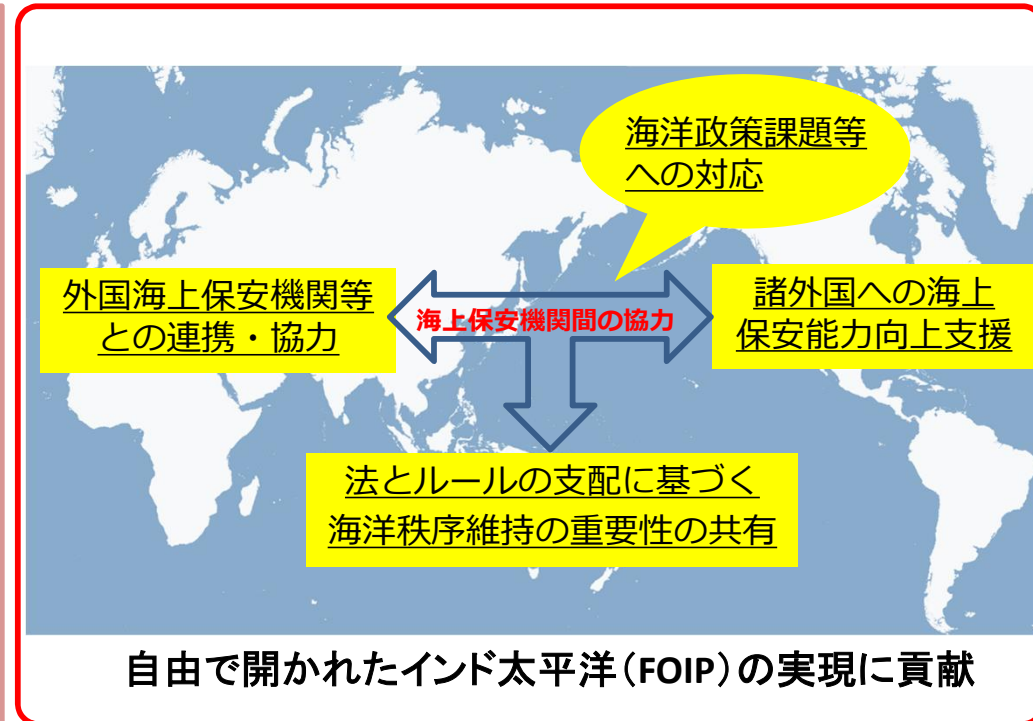 海洋政策課題等
への対応
外国海上保安機関等
との連携・協力
海上保安機関間の協力
諸外国への海上
保安能力向上支援
法とルールの支配に基づく
海洋秩序維持の重要性の共有
自由で開かれたインド太平洋（FOIP）の実現に貢献